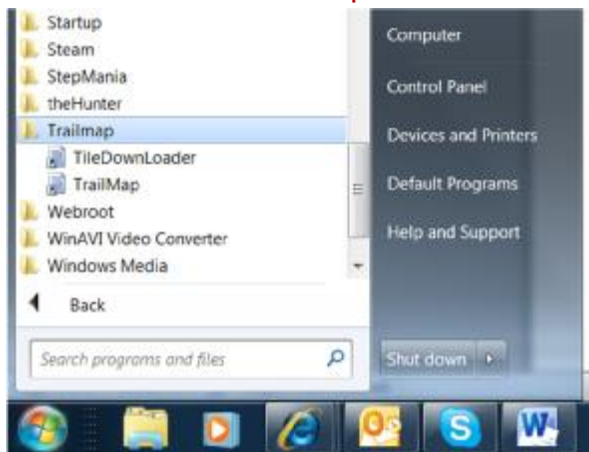 Startup
Steam
StepMania
theHunter
Trailmap
TileDownLoader
TrailMap
Webroot
WinAVI Video Converter
Windows Media
Back
Search programs and files
Computer
Control Panel
Devices and Printers
Default Programs
Help and Support
Shut down